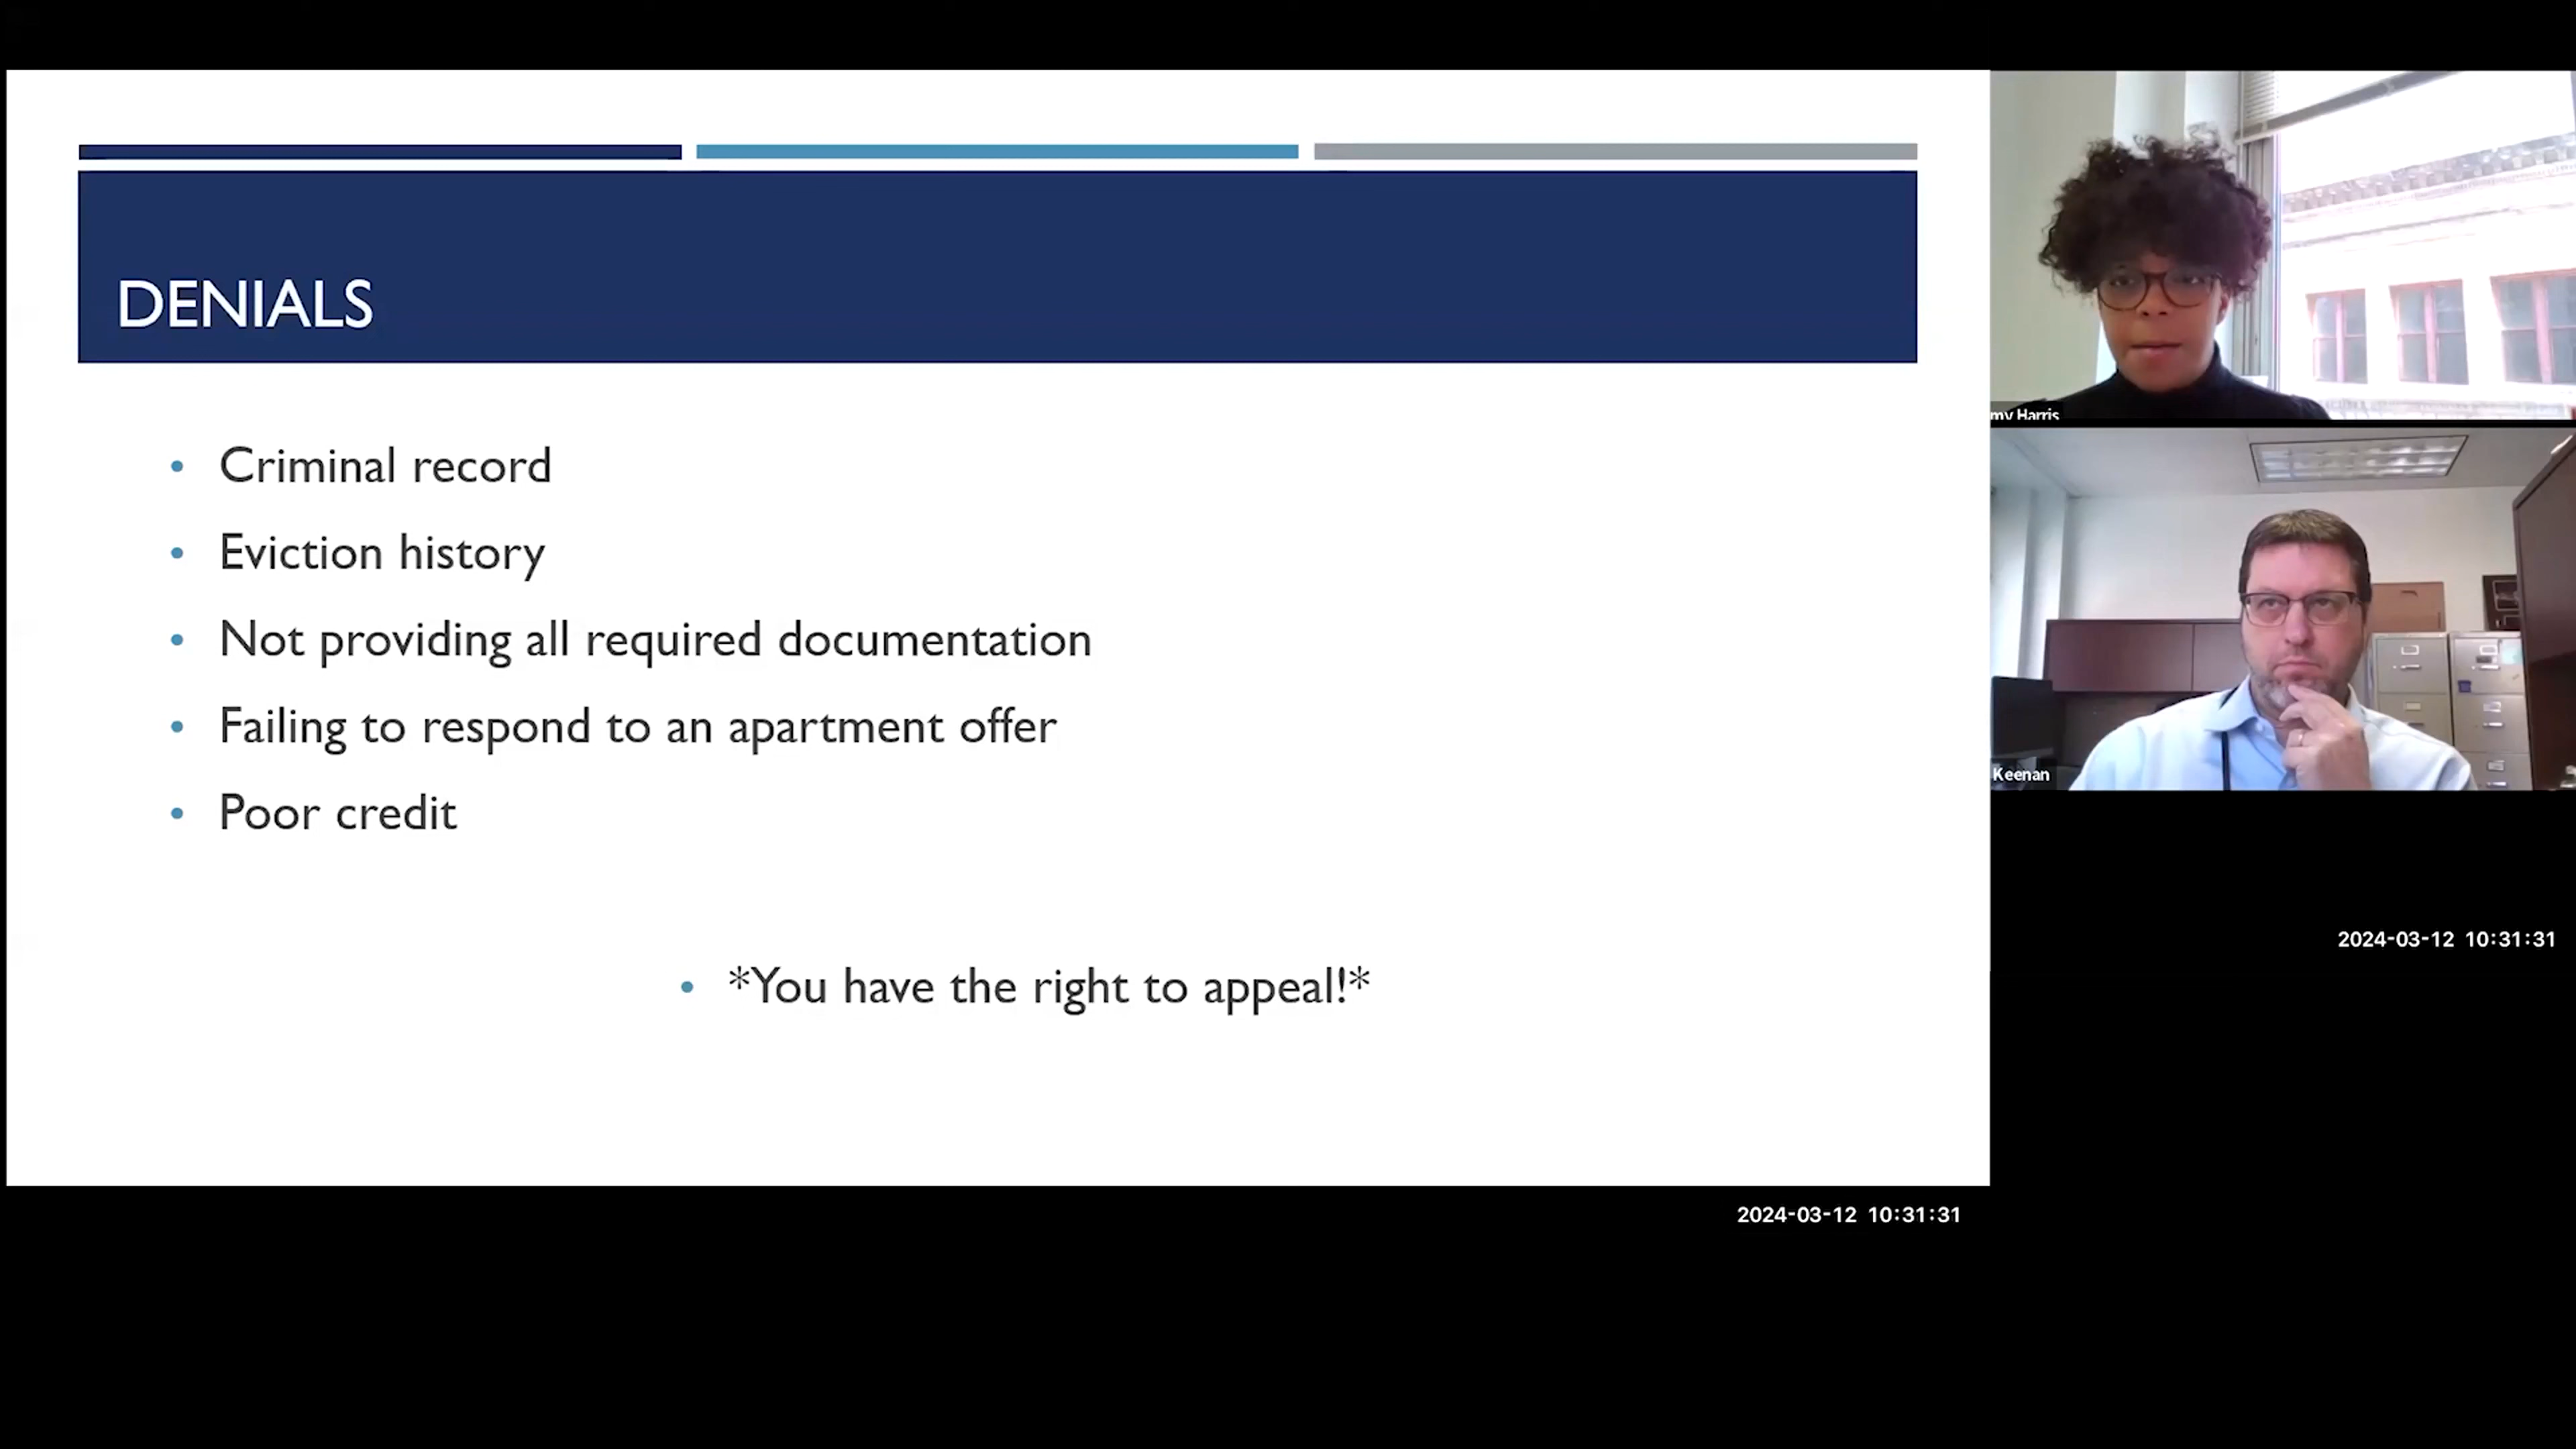 DENIALS
Criminal record
Eviction history
Not providing all required documentation
Failing to respond to an apartment offer
Poor credit
*You have the right to appeal!*
Harris
Keenan
2024-03-12 10:31:31
2024-03-12 10:31:31